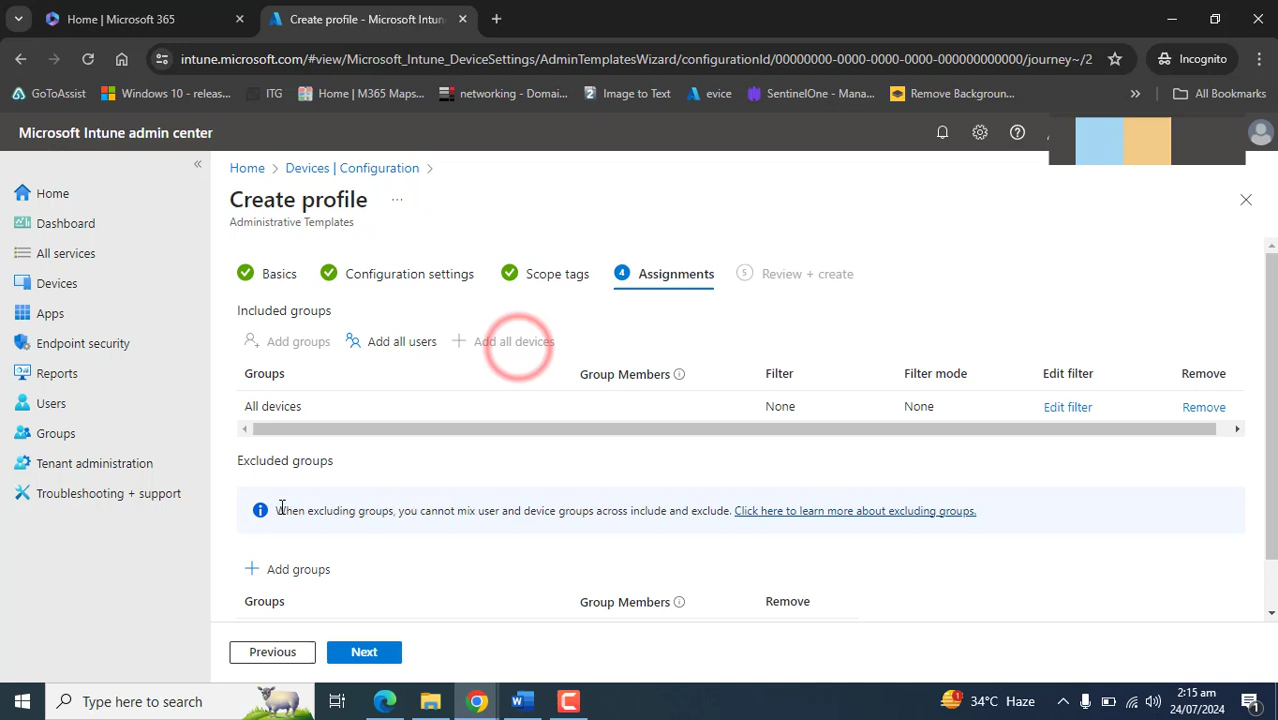 Home | Microsoft 365
Create profile - Microsoft Intun
intune.microsoft.com/#view/Microsoft_Intune_DeviceSettings/AdminTemplatesWizard/configurationId/00000000-0000-0000-0000-000000000000/journey~/2
Incognito
GoToAssist
Windows 10 - releas...
ITG
Home | M365 Maps...
networking - Domai...
Image to Text
evice
SentinelOne - Mana...
Remove Backgroun...
All Bookmarks
Microsoft Intune admin center
Home
Dashboard
All services
Devices
Apps
Endpoint security
Reports
Users
Groups
Tenant administration
Troubleshooting + support
Home > Devices | Configuration >
Create profile ...
Administrative Templates
Basics
Configuration settings
Scope tags
4 Assignments
5 Review + create
Included groups
Add groups
Add all users
Add all devices
Groups Group Members Filter Filter mode Edit filter Remove
All devices None None Edit filter Remove
Excluded groups
When excluding groups, you cannot mix user and device groups across include and exclude. Click here to learn more about excluding groups.
Add groups
Groups Group Members Remove
Previous
Next
Type here to search
34°C Haze
2:15 am
24/07/2024